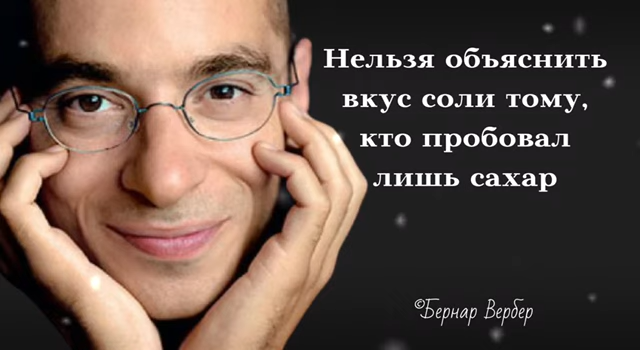 Нельзя объяснить
вкус соли тому,
кто пробовал
лишь сахар
©Бернар Вербер